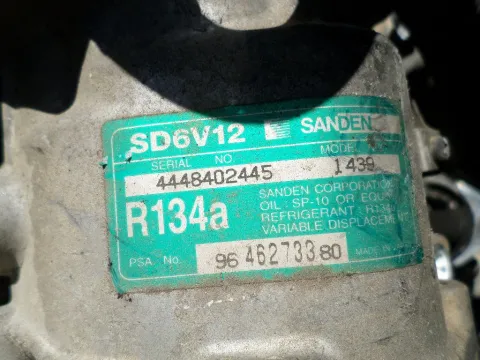 SD6V12 SANDEN
SERIAL NO MODEL
4448402445 1439
R134a
SANDEN CORPORATION
OIL : SP-10 OR EQU
REFRIGERANT : R134
VARIABLE DISPLACEMENT
PSA No. 96 462733 80 MADE IN